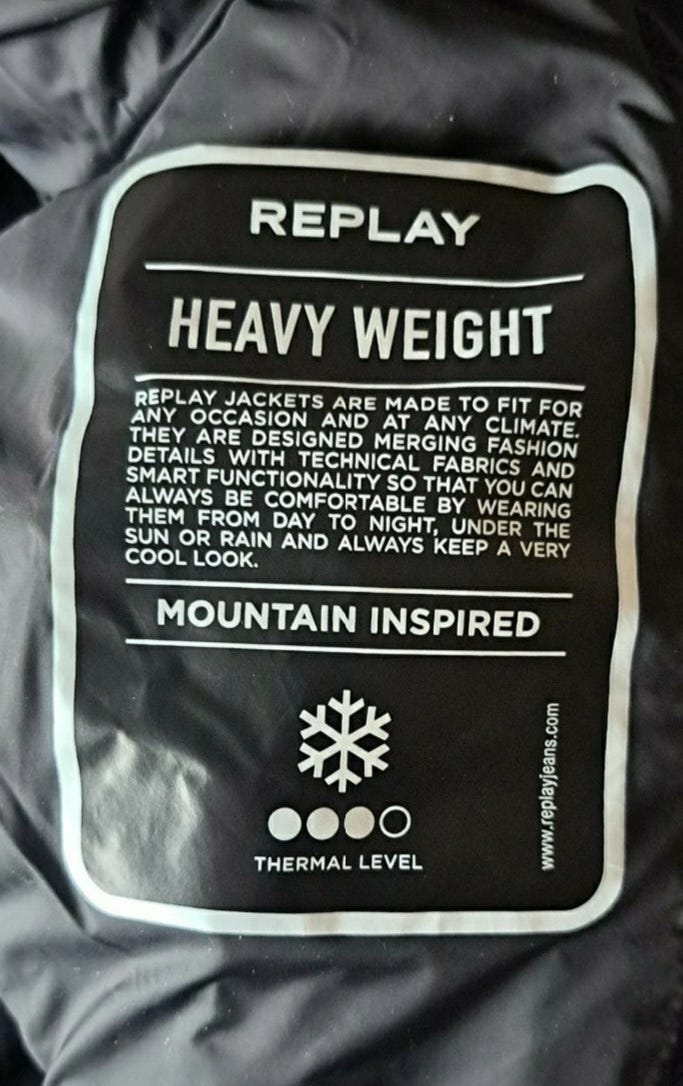 REPLAY
HEAVY WEIGHT
REPLAY JACKETS ARE MADE TO FIT FOR
ANY OCCASION AND AT ANY CLIMATE.
THEY ARE DESIGNED MERGING FASHION
DETAILS WITH TECHNICAL FABRICS AND
SMART FUNCTIONALITY SO THAT YOU CAN
ALWAYS BE COMFORTABLE BY WEARING
THEM FROM DAY TO NIGHT, UNDER THE
SUN OR RAIN AND ALWAYS KEEP A VERY
COOL LOOK.
MOUNTAIN INSPIRED
THERMAL LEVEL
www.replayjeans.com